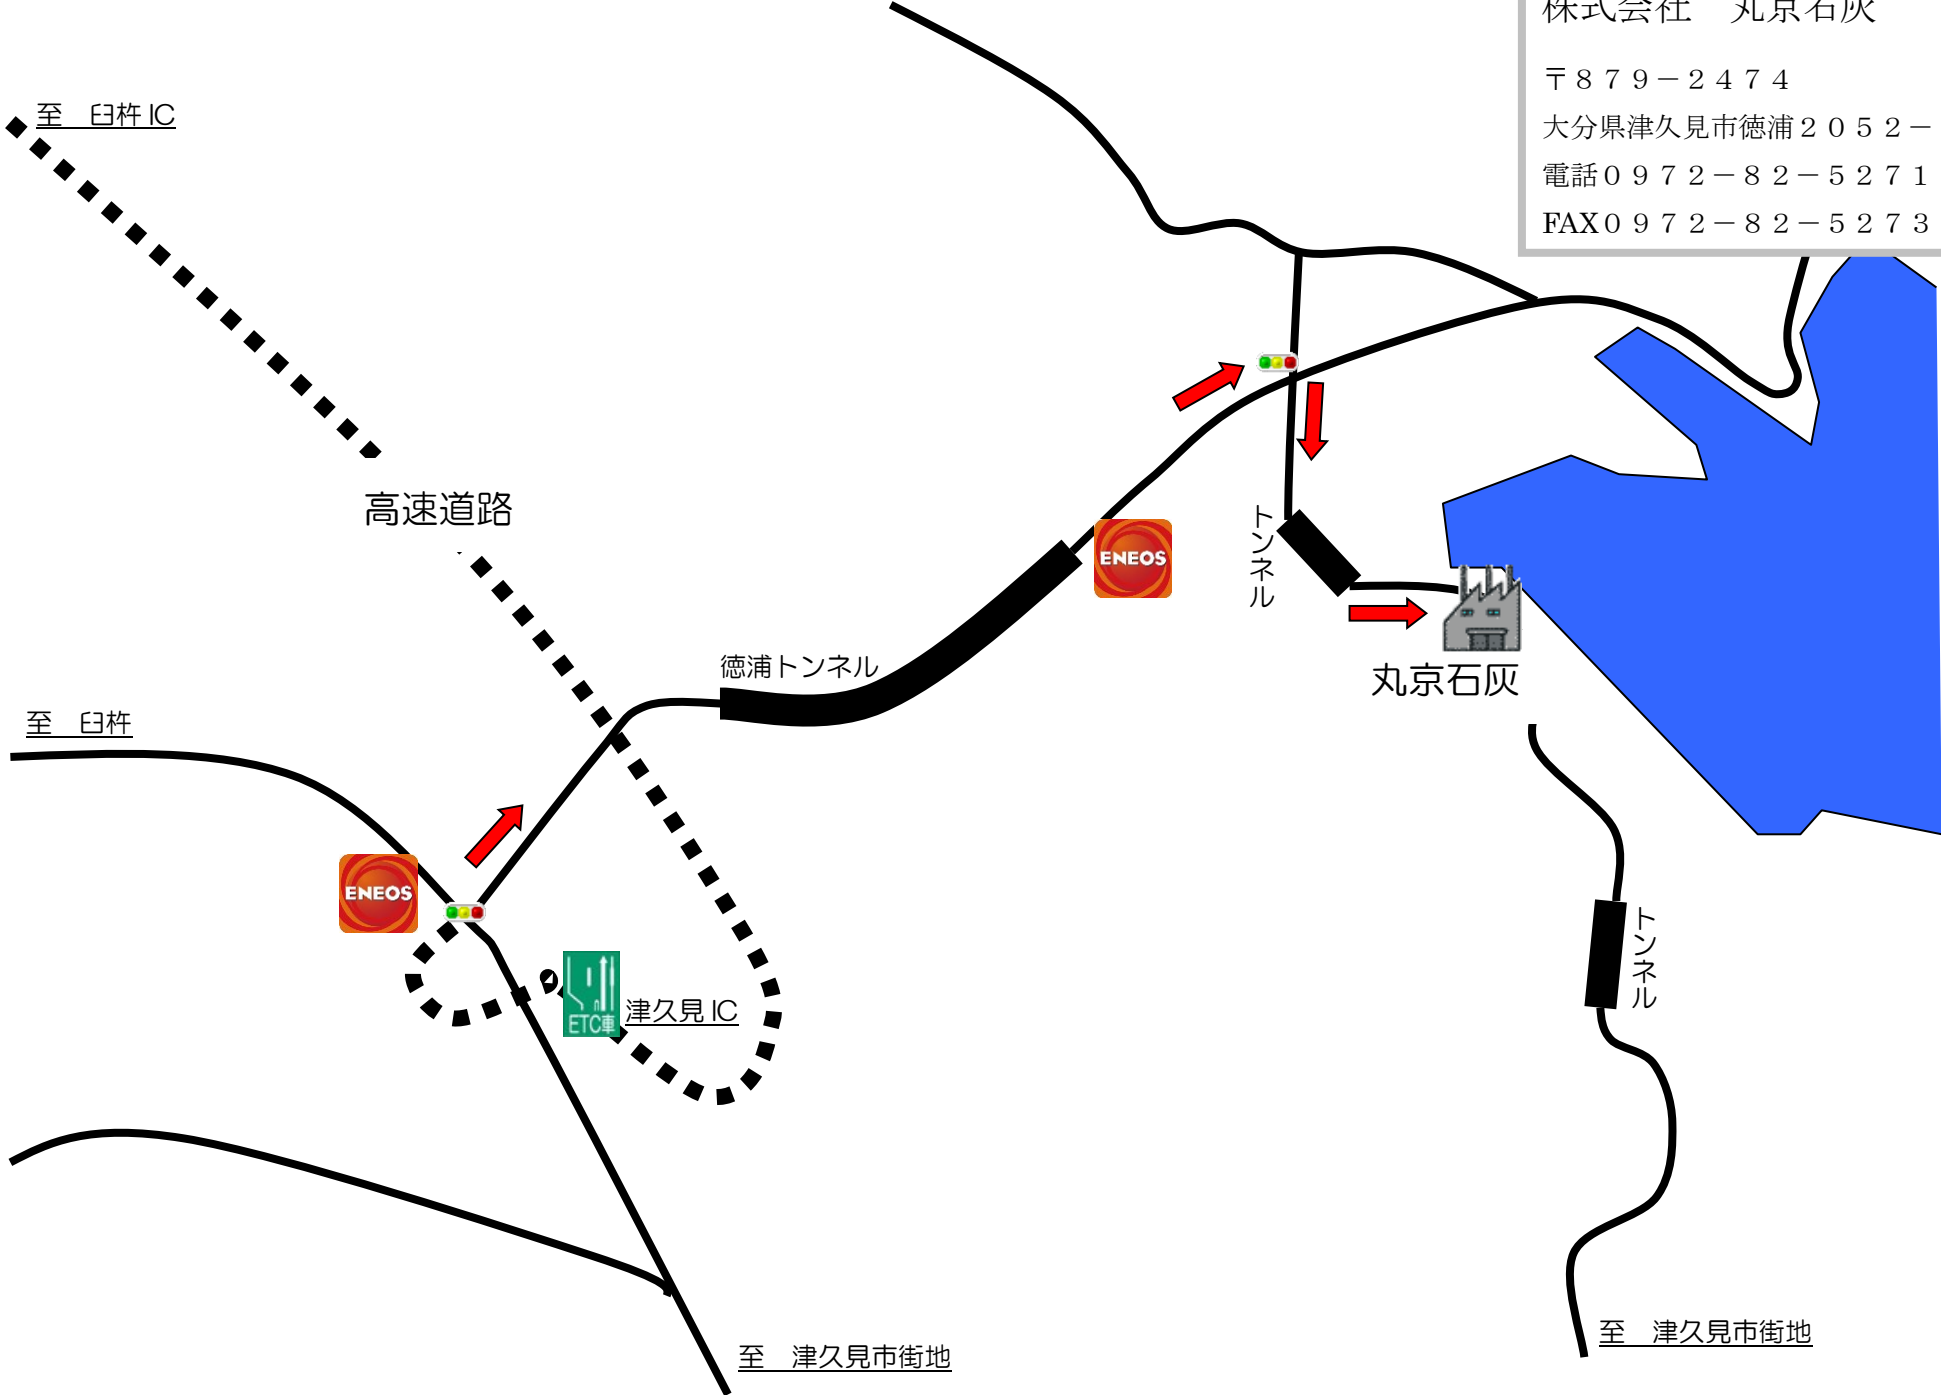 株式会社　丸京石灰
〒８７９－２４７４
大分県津久見市徳浦２０５２－
電話０９７２－８２－５２７１
FAX０９７２－８２－５２７３
至　臼杵 IC
高速道路
トンネル
ENEOS
徳浦トンネル
丸京石灰
至　臼杵
ENEOS
トンネル
ETC車
津久見 IC
至　津久見市街地
至　津久見市街地